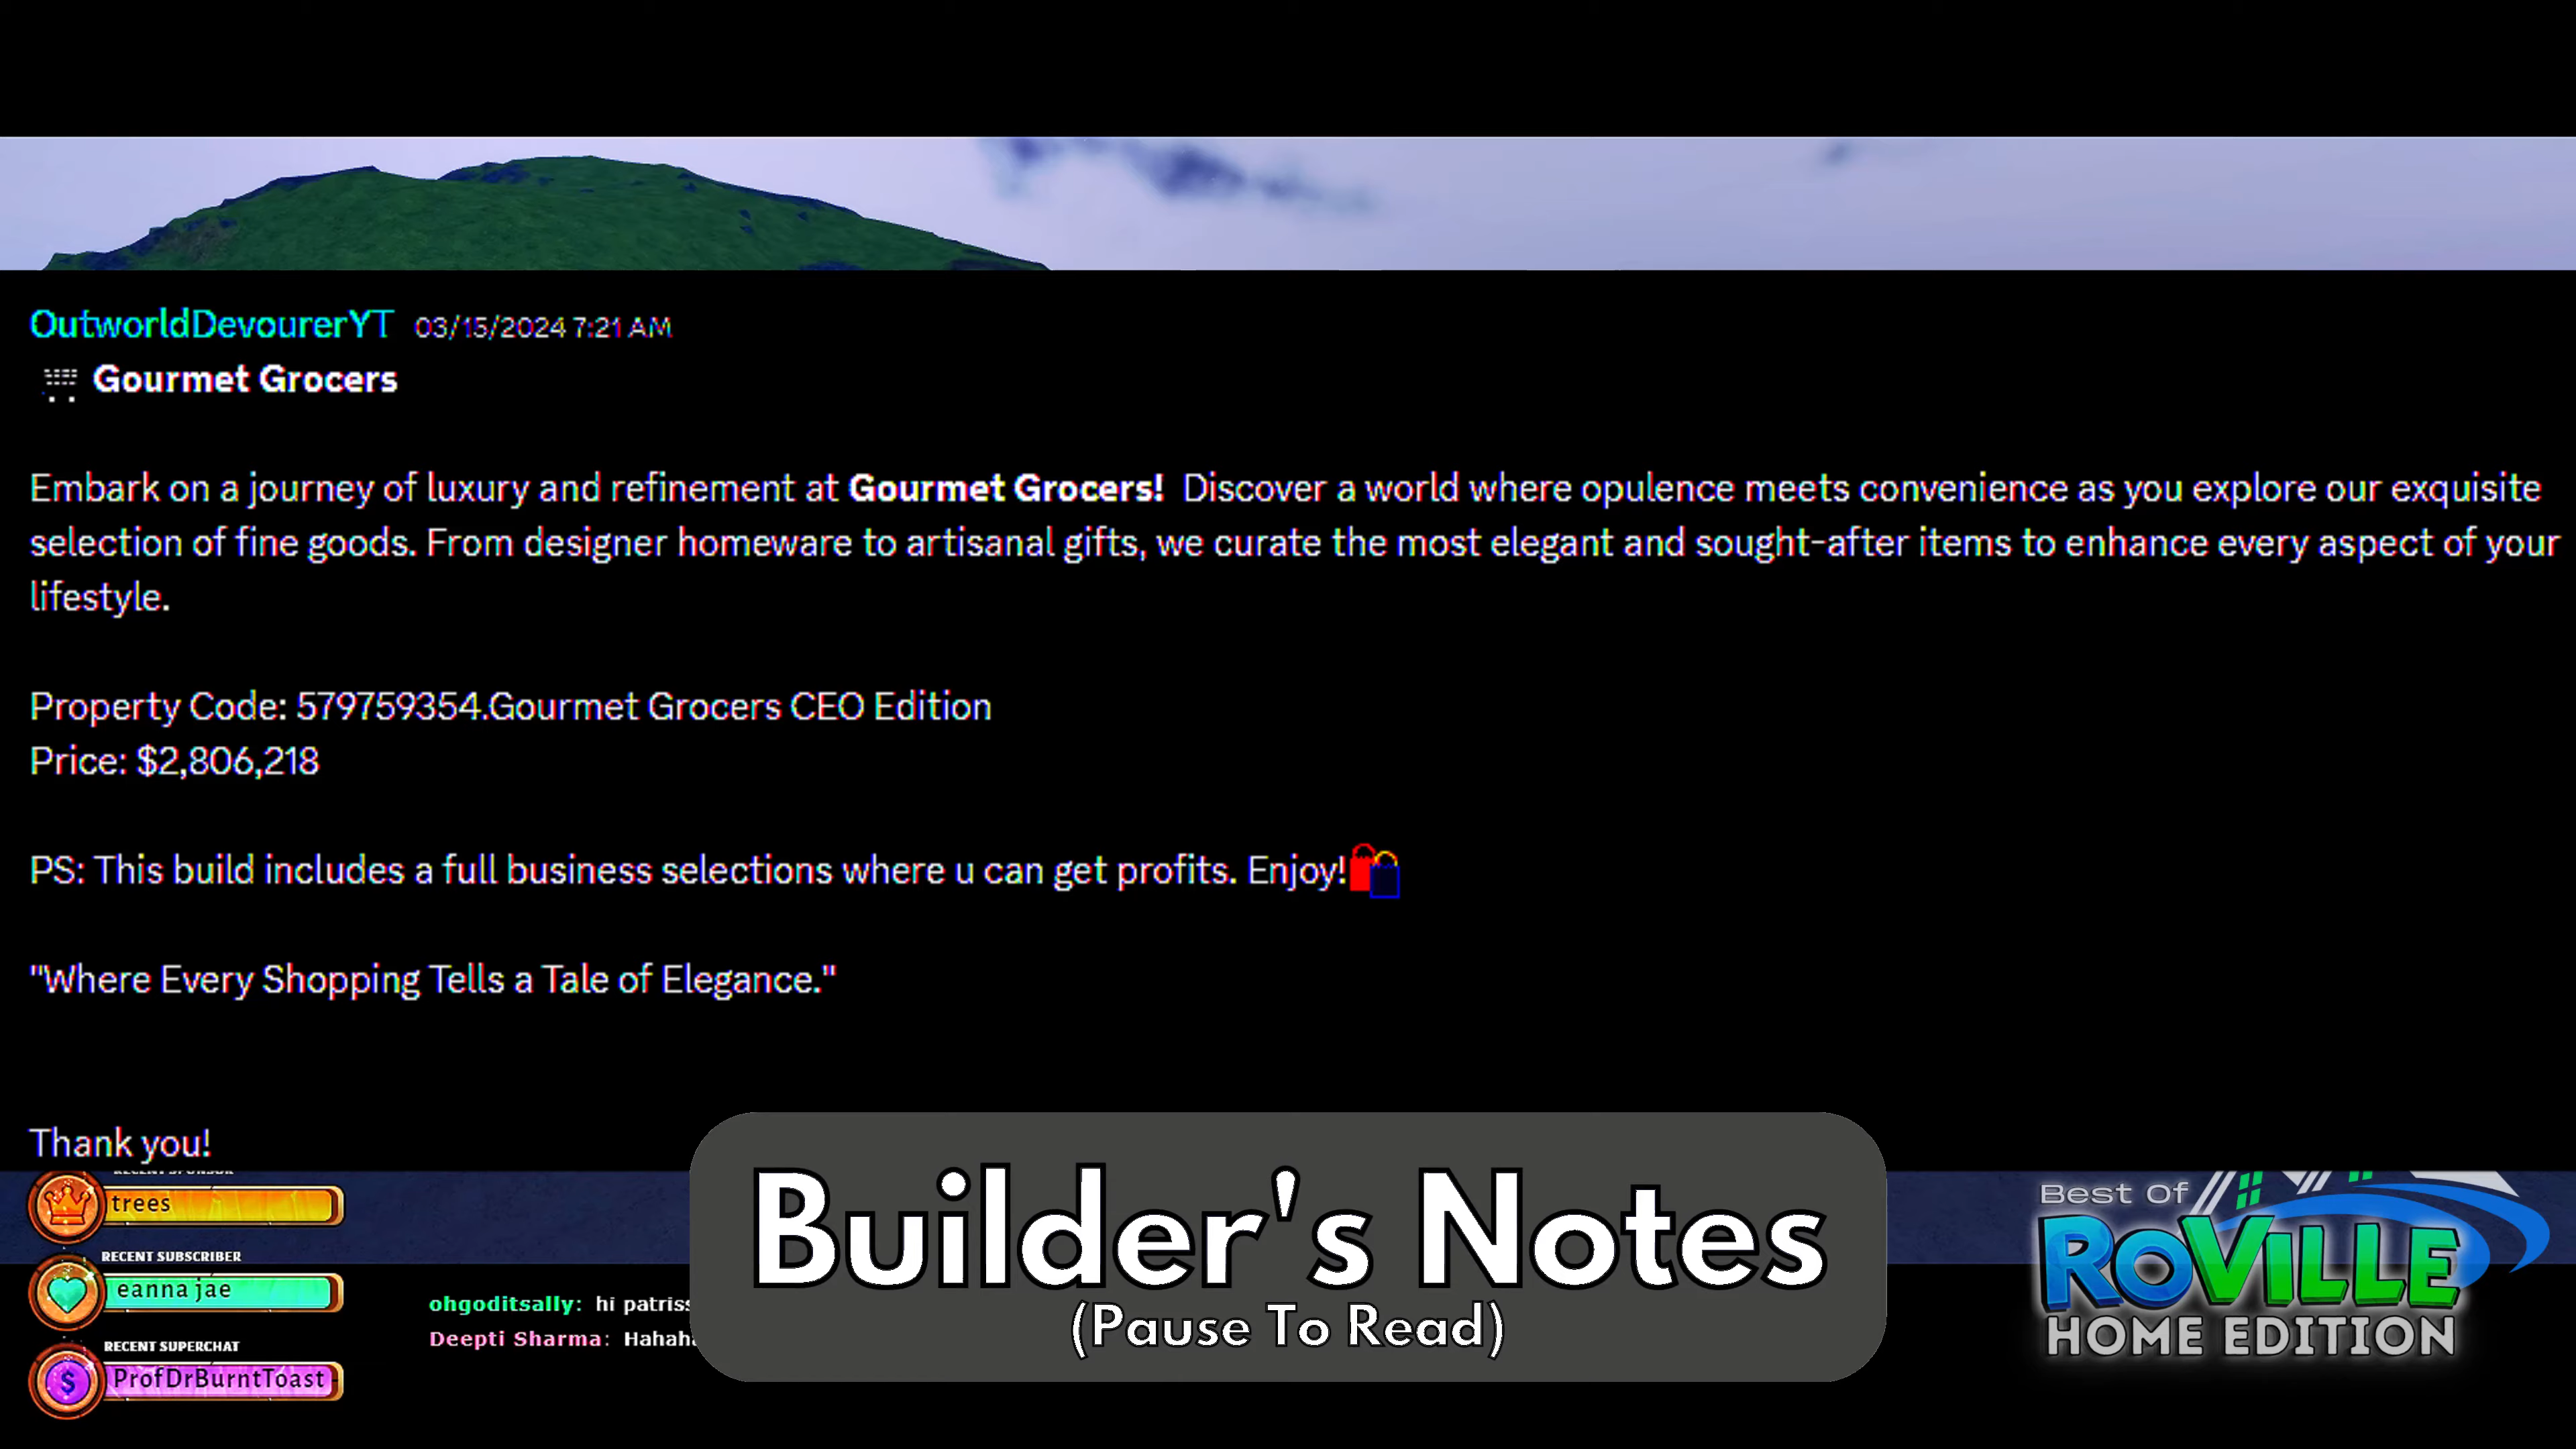 OutworldDevourerYT 03/15/2024 7:21 AM
Gourmet Grocers
Embark on a journey of luxury and refinement at Gourmet Grocers! Discover a world where opulence meets convenience as you explore our exquisite
selection of fine goods. From designer homeware to artisanal gifts, we curate the most elegant and sought-after items to enhance every aspect of your
lifestyle.
Property Code: 579759354.Gourmet Grocers CEO Edition
Price: $2,806,218
PS: This build includes a full business selections where u can get profits. Enjoy!
"Where Every Shopping Tells a Tale of Elegance."
Thank you!
RECENT SPONSOR
trees
RECENT SUBSCRIBER
eanna jae
RECENT SUPERCHAT
$
ProfDrBurntToast
ohgoditsally: hi patriss
Deepti Sharma: Hahaha
Builder's Notes
(Pause To Read)
Best Of
ROVILLE
HOME EDITION